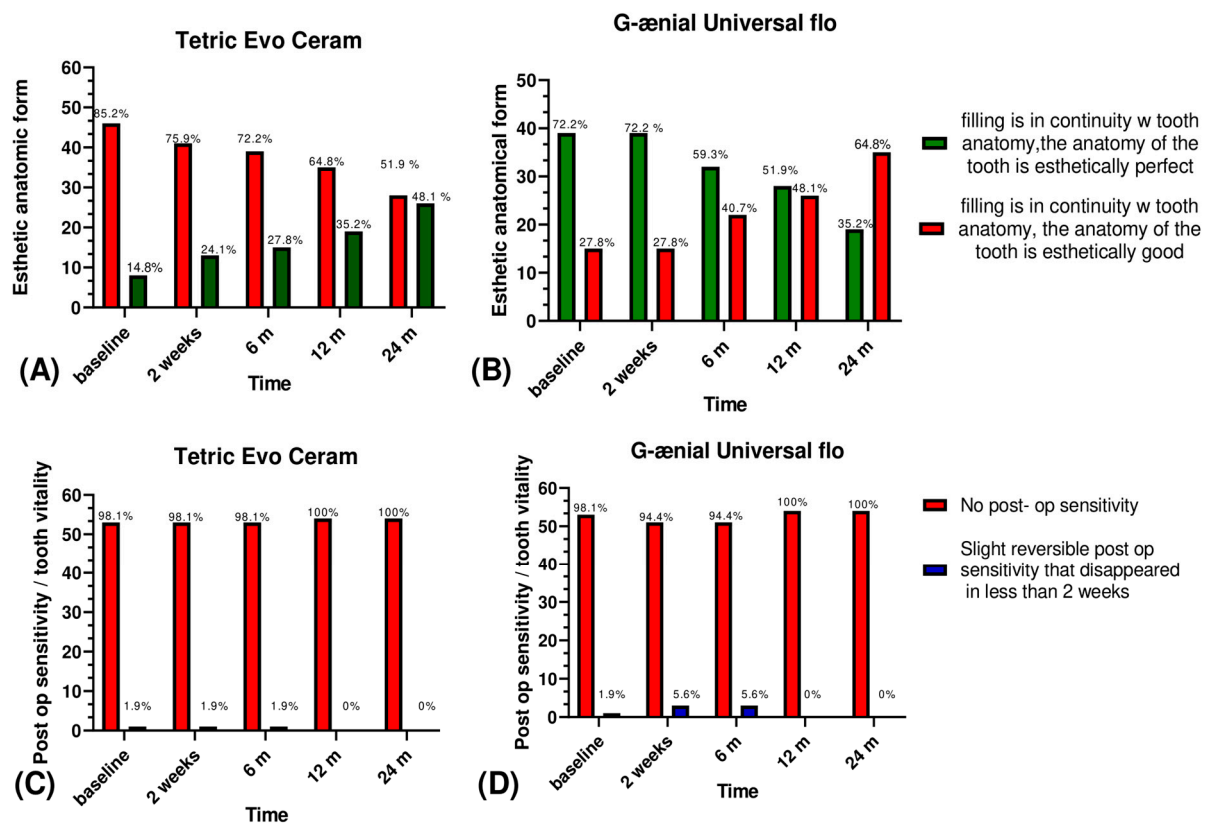 Tetric Evo Ceram
Esthetic anatomic form
60
50
40
30
20
10
0
85.2%
14.8%
75.9%
24.1%
72.2%
27.8%
64.8%
35.2%
51.9 %
48.1 %
baseline
2 weeks
6 m
12 m
24 m
Time
(A)
G-ænial Universal flo
Esthetic anatomical form
50
40
30
20
10
0
72.2%
27.8%
72.2 %
27.8%
59.3%
40.7%
51.9%
48.1%
35.2%
64.8%
baseline
2 weeks
6 m
12 m
24 m
Time
(B)
filling is in continuity w tooth
anatomy,the anatomy of the
tooth is esthetically perfect
filling is in continuity w tooth
anatomy, the anatomy of the
tooth is esthetically good
Tetric Evo Ceram
Post op sensitivity / tooth vitality
60
50
40
30
20
10
0
98.1%
1.9%
98.1%
1.9%
98.1%
1.9%
100%
0%
100%
0%
baseline
2 weeks
6 m
12 m
24 m
Time
(C)
G-ænial Universal flo
Post op sensitivity / tooth vitality
60
50
40
30
20
10
0
98.1%
1.9%
94.4%
5.6%
94.4%
5.6%
100%
0%
100%
0%
baseline
2 weeks
6 m
12 m
24 m
Time
(D)
No post- op sensitivity
Slight reversible post op
sensitivity that disappeared
in less than 2 weeks